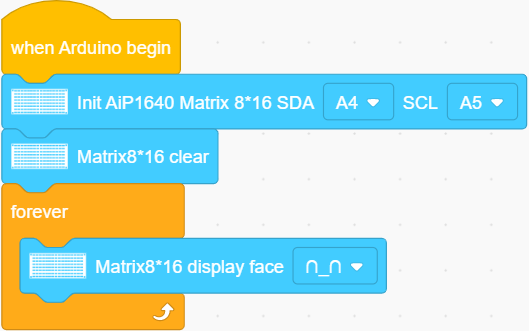 when Arduino begin
Init AiP1640 Matrix 8*16 SDA A4 SCL A5
Matrix8*16 clear
forever
Matrix8*16 display face ∩_∩